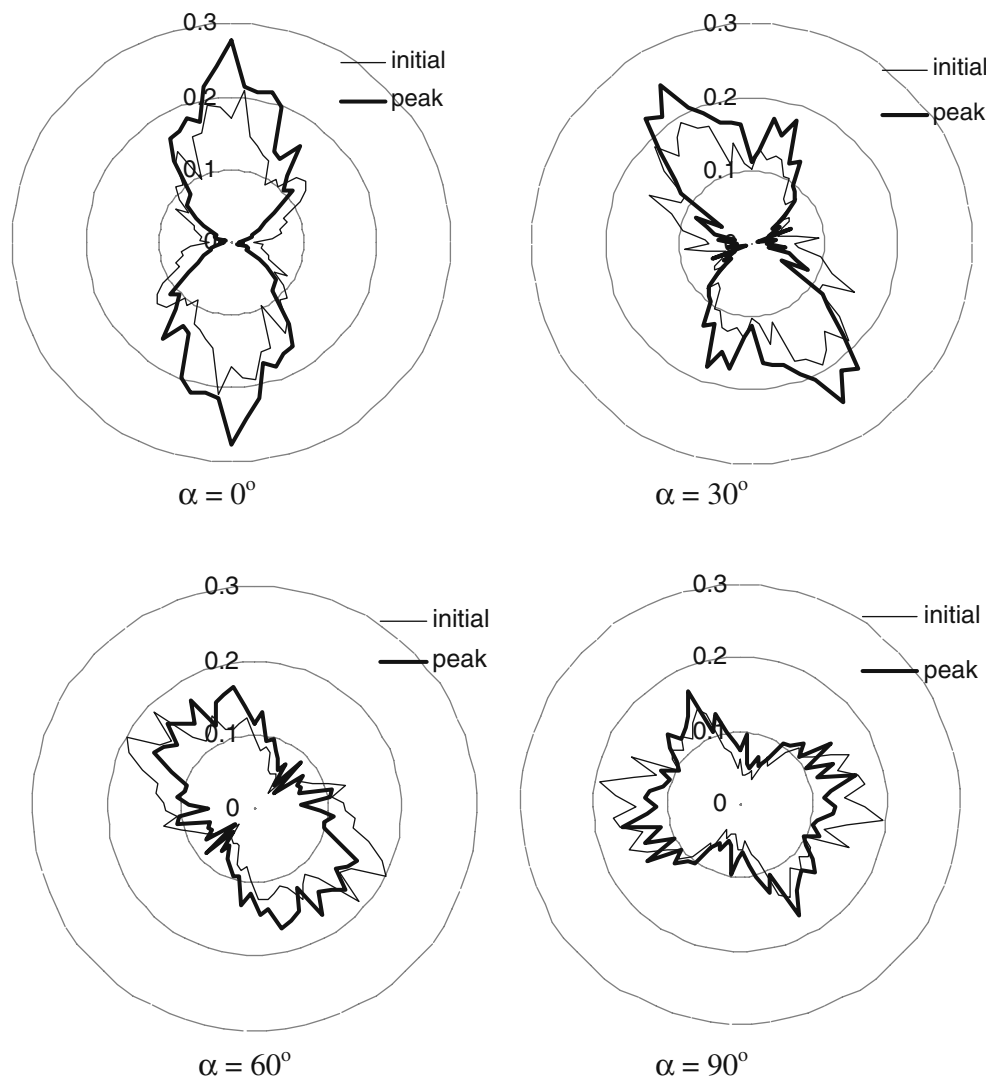 0.3
initial
peak
0.2
0.1
0
α = 0°
0.3
initial
0.2
peak
0.1
α = 30°
0.3
initial
0.2
peak
0.1
0
α = 60°
0.3
initial
0.2
peak
0.1
0
α = 90°